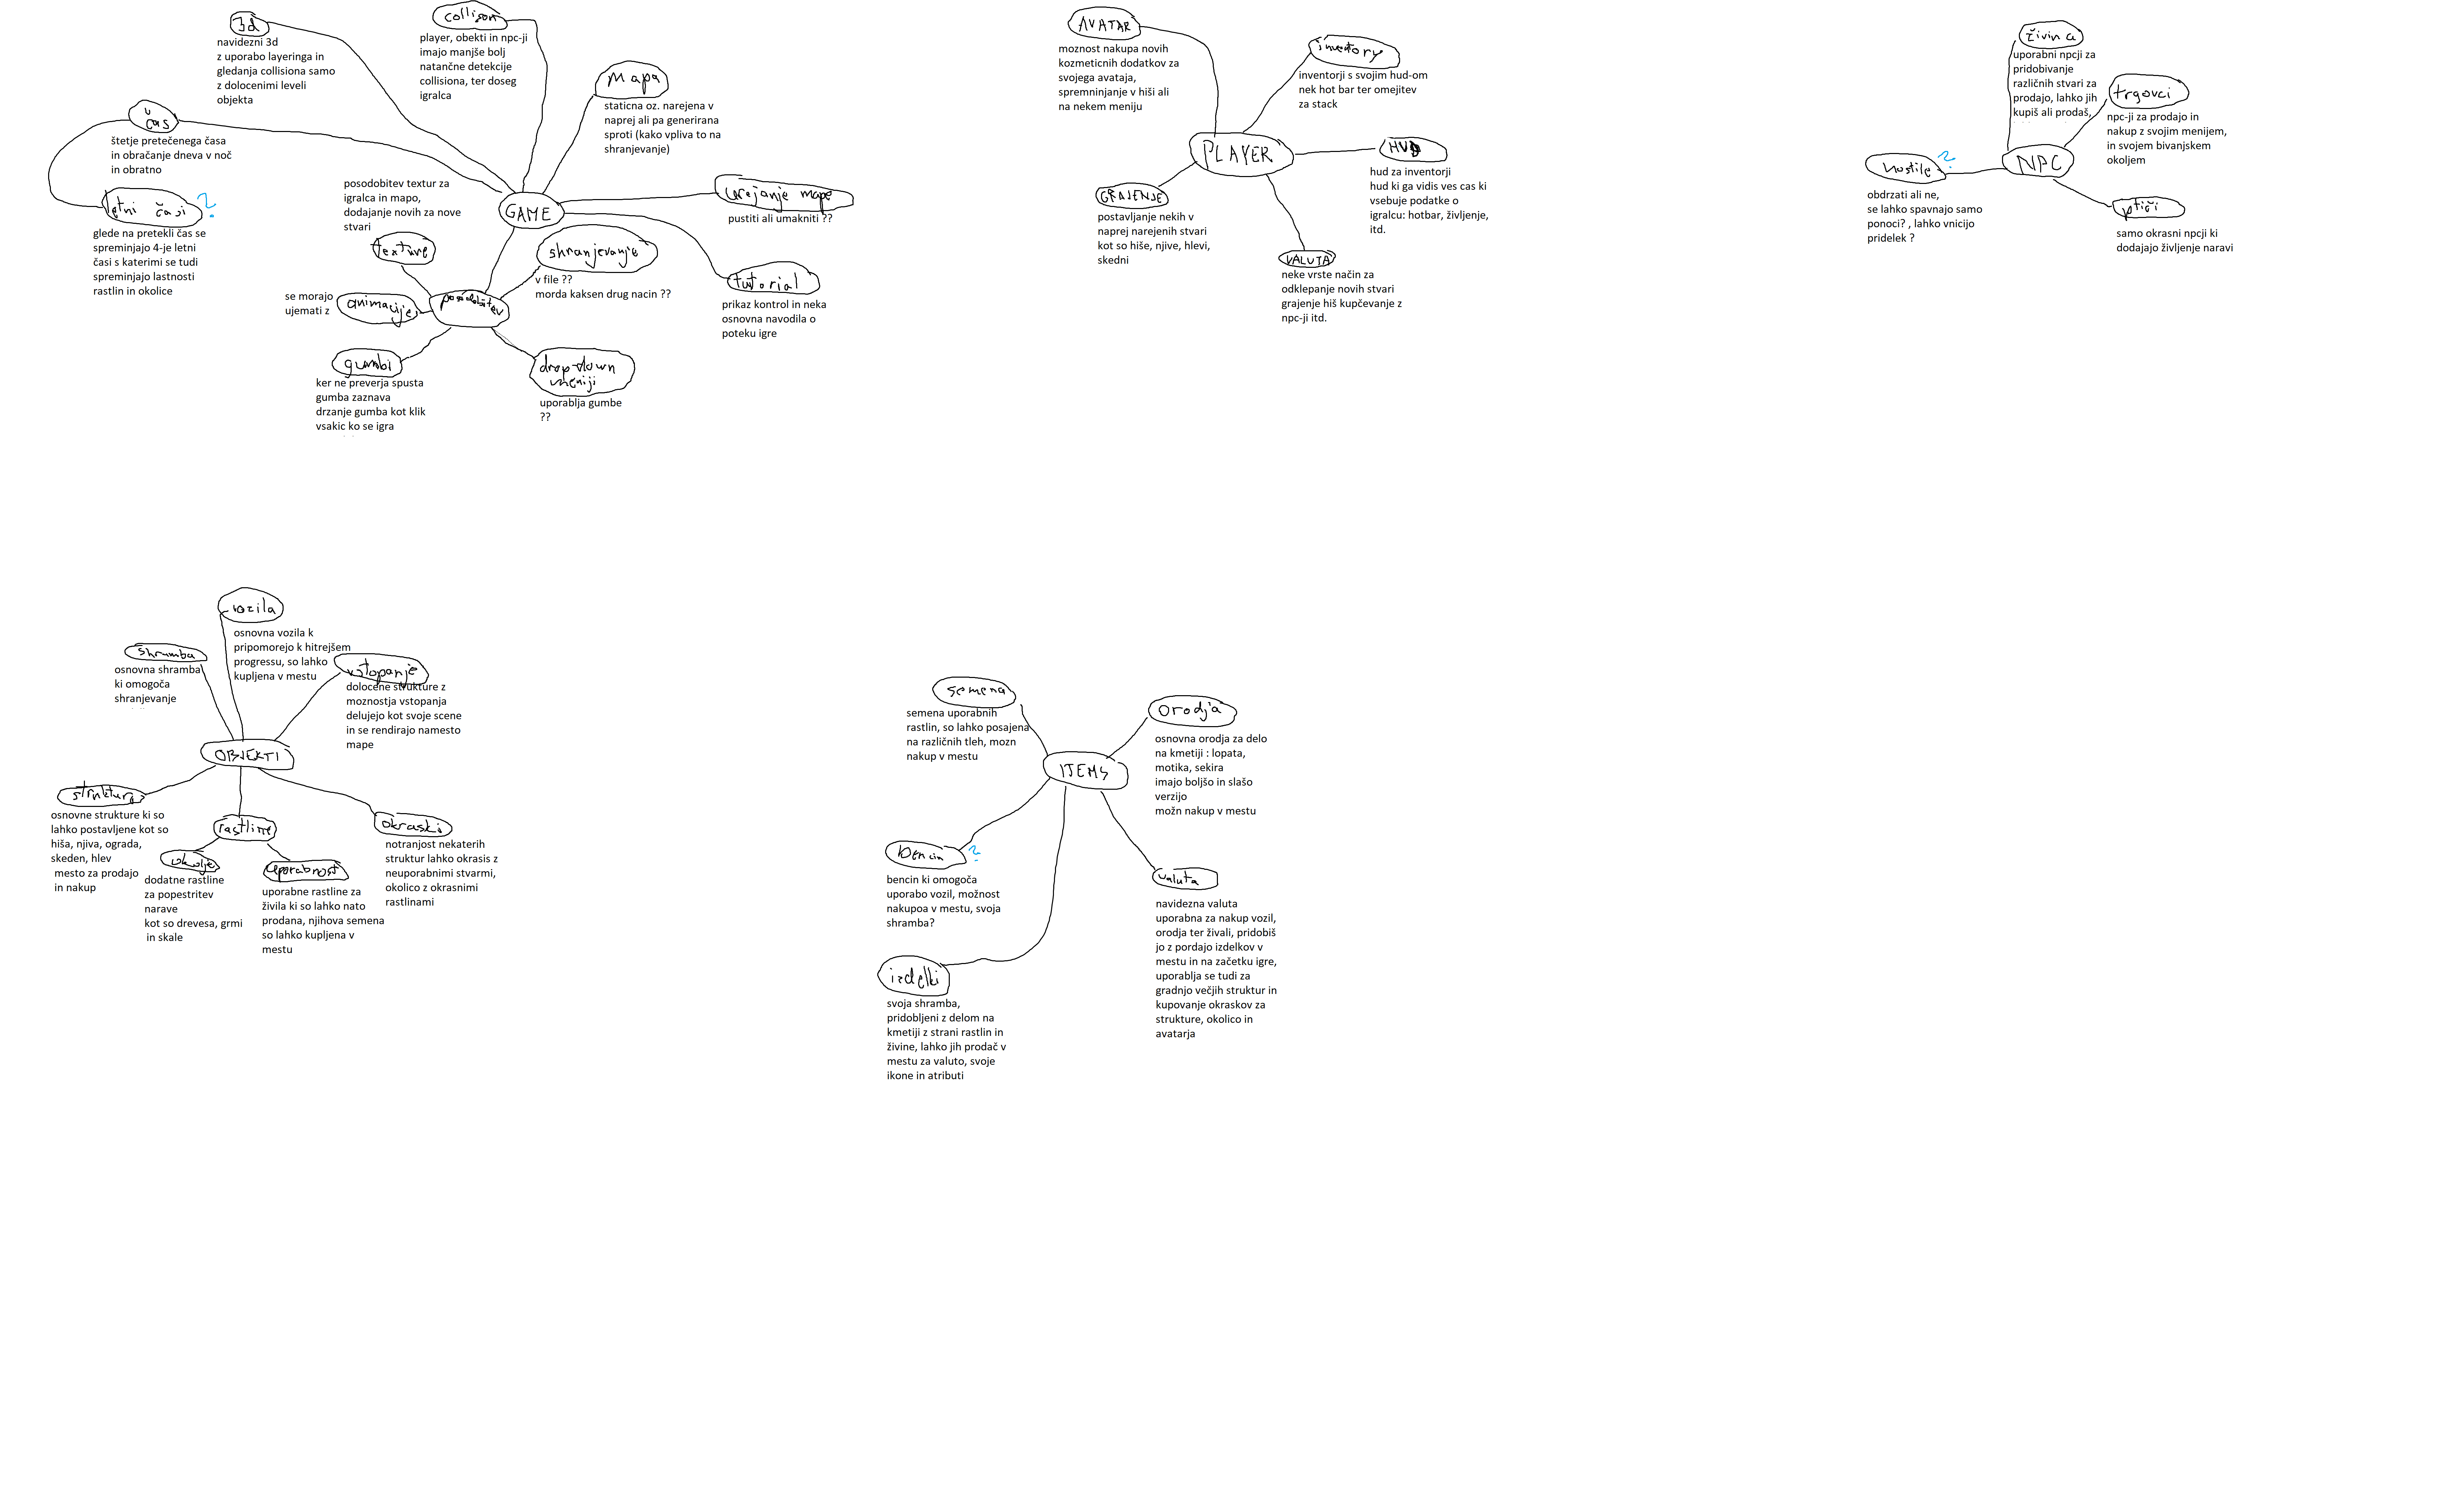 3d
navidezni 3d
z uporabo layeringa in
gledanja collisiona samo
z dolocenimi leveli
objekta
collison
player, obekti in npc-ji
imajo manjše bolj
natančne detekcije
collisiona, ter doseg
igralca
mapa
staticna oz. narejena v
naprej ali pa generirana
sproti (kako vpliva to na
shranjevanje)
čas
štetje pretečenega časa
in obračanje dneva v noč
in obratno
letni časi ?
glede na pretekli čas se
spreminjajo 4-je letni
časi s katerimi se tudi
spreminjajo lastnosti
rastlin in okolice
GAME
urejanje mape
pustiti ali umakniti ??
tutorial
prikaz kontrol in neka
osnovna navodila o
poteku igre
posodobitev textur za
igralca in mapo,
dodajanje novih za nove
stvari
texture
shranjevanje
v file ??
morda kaksen drug nacin ??
posodobitev
se morajo
ujemati z
animacije
gumbi
ker ne preverja spusta
gumba zaznava
drzanje gumba kot klik
vsakic ko se igra
drop-down
meniji
uporablja gumbe
??
AVATAR
moznost nakupa novih
kozmeticnih dodatkov za
svojega avataja,
spremninjanje v hiši ali
na nekem meniju
inventory
inventorji s svojim hud-om
nek hot bar ter omejitev
za stack
PLAYER
HUD
hud za inventorji
hud ki ga vidis ves cas ki
vsebuje podatke o
igralcu: hotbar, življenje,
itd.
GRAJENJE
postavljanje nekih v
naprej narejenih stvari
kot so hiše, njive, hlevi,
skedni
VALUTA
neke vrste način za
odklepanje novih stvari
grajenje hiš kupčevanje z
npc-ji itd.
živina
uporabni npcji za
pridobivanje
različnih stvari za
prodajo, lahko jih
kupiš ali prodaš,
trgovci
npc-ji za prodajo in
nakup z svojim menijem,
in svojem bivanjskem
okoljem
NPC
hostile ?
obdrzati ali ne,
se lahko spavnajo samo
ponoci? , lahko vnicijo
pridelek ?
ptiči
samo okrasni npcji ki
dodajajo življenje naravi
vozila
osnovna vozila k
pripomorejo k hitrejšem
progressu, so lahko
kupljena v mestu
shramba
osnovna shramba
ki omogoča
shranjevanje
vstopanje
dolocene strukture z
moznostja vstopanja
delujejo kot svoje scene
in se rendirajo namesto
mape
OBJEKTI
struktura
osnovne strukture ki so
lahko postavljene kot so
hiša, njiva, ograda,
skeden, hlev
mesto za prodajo
in nakup
rastline
okolje
dodatne rastline
za popestritev
narave
kot so drevesa, grmi
in skale
uporabnost
uporabne rastline za
živila ki so lahko nato
prodana, njihova semena
so lahko kupljena v
mestu
okraski
notranjost nekaterih
struktur lahko okrasis z
neuporabnimi stvarmi,
okolico z okrasnimi
rastlinami
semena
semena uporabnih
rastlin, so lahko posajena
na različnih tleh, mozn
nakup v mestu
orodja
osnovna orodja za delo
na kmetiji : lopata,
motika, sekira
imajo boljšo in slašo
verzijo
možn nakup v mestu
ITEMS
bencin ?
bencin ki omogoča
uporabo vozil, možnost
nakupoa v mestu, svoja
shramba?
valuta
navidezna valuta
uporabna za nakup vozil,
orodja ter živali, pridobiš
jo z pordajo izdelkov v
mestu in na začetku igre,
uporablja se tudi za
gradnjo večjih struktur in
kupovanje okraskov za
strukture, okolico in
avatarja
izdelki
svoja shramba,
pridobljeni z delom na
kmetiji z strani rastlin in
živine, lahko jih prodač v
mestu za valuto, svoje
ikone in atributi